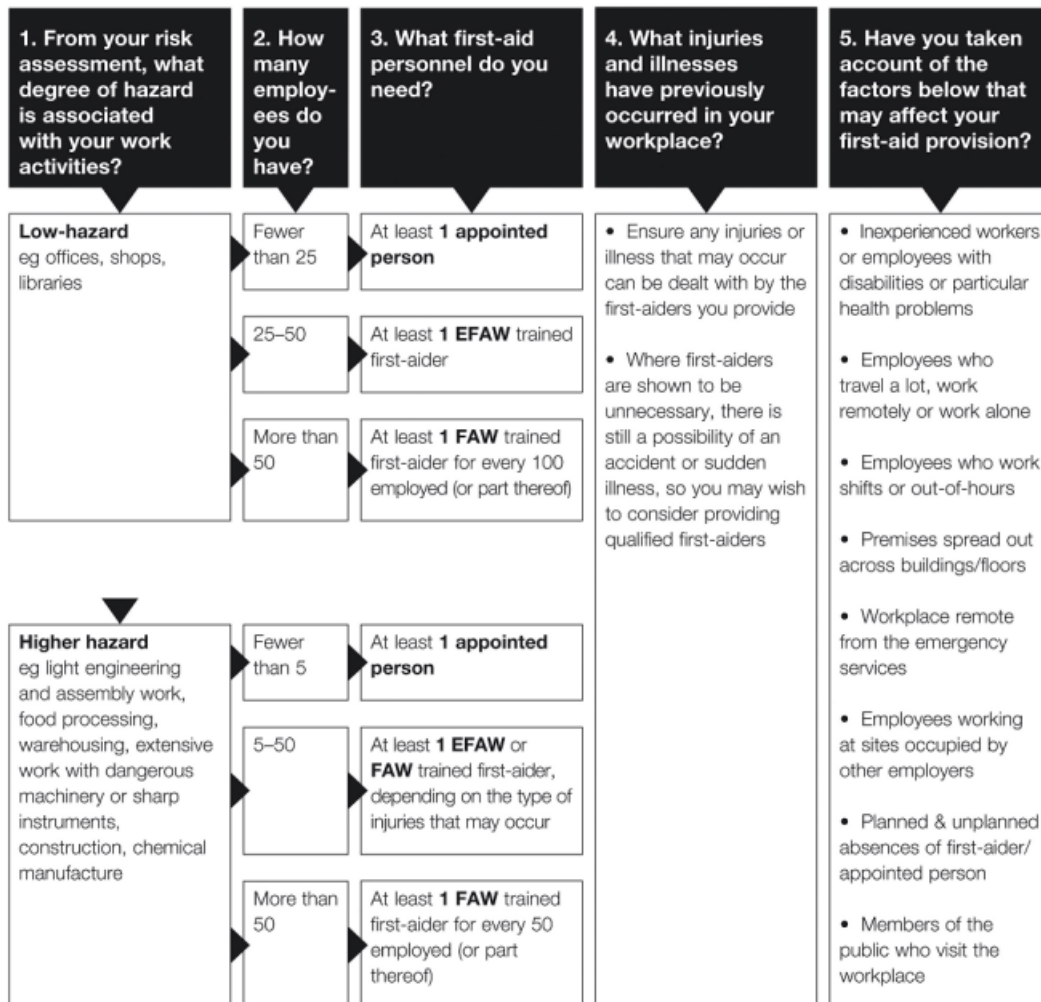 1. From your risk
assessment, what
degree of hazard
is associated
with your work
activities?
2. How
many
employ-
ees do
you
have?
3. What first-aid
personnel do you
need?
4. What injuries
and illnesses
have previously
occurred in your
workplace?
5. Have you taken
account of the
factors below that
may affect your
first-aid provision?
Low-hazard
eg offices, shops,
libraries
Fewer
than 25
At least 1 appointed
person
25–50
At least 1 EFAW trained
first-aider
More than
50
At least 1 FAW trained
first-aider for every 100
employed (or part thereof)
Higher hazard
eg light engineering
and assembly work,
food processing,
warehousing, extensive
work with dangerous
machinery or sharp
instruments,
construction, chemical
manufacture
Fewer
than 5
At least 1 appointed
person
5–50
At least 1 EFAW or
FAW trained first-aider,
depending on the type of
injuries that may occur
More than
50
At least 1 FAW trained
first-aider for every 50
employed (or part
thereof)
• Ensure any injuries or
illness that may occur
can be dealt with by the
first-aiders you provide
• Where first-aiders
are shown to be
unnecessary, there is
still a possibility of an
accident or sudden
illness, so you may wish
to consider providing
qualified first-aiders
• Inexperienced workers
or employees with
disabilities or particular
health problems
• Employees who
travel a lot, work
remotely or work alone
• Employees who work
shifts or out-of-hours
• Premises spread out
across buildings/floors
• Workplace remote
from the emergency
services
• Employees working
at sites occupied by
other employers
• Planned & unplanned
absences of first-aider/
appointed person
• Members of the
public who visit the
workplace